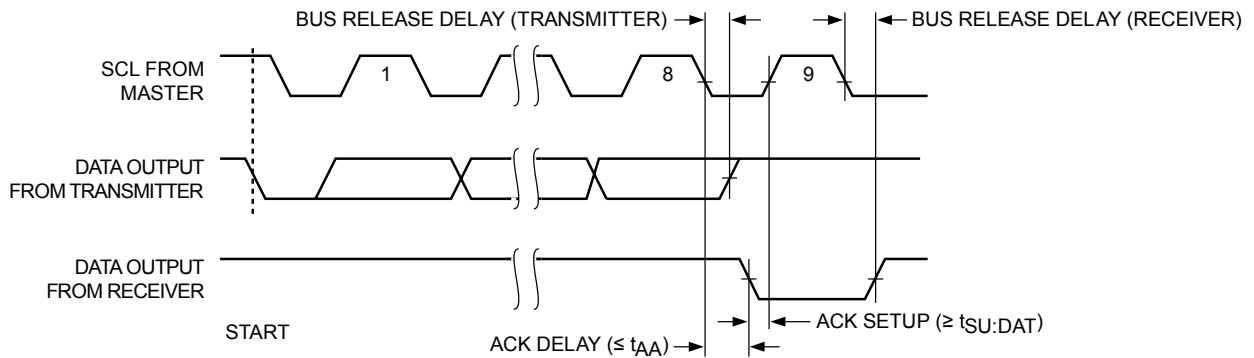 BUS RELEASE DELAY (TRANSMITTER)
BUS RELEASE DELAY (RECEIVER)
SCL FROM
MASTER
1
8
9
DATA OUTPUT
FROM TRANSMITTER
DATA OUTPUT
FROM RECEIVER
START
ACK SETUP (≥ tSU:DAT)
ACK DELAY (≤ tAA)